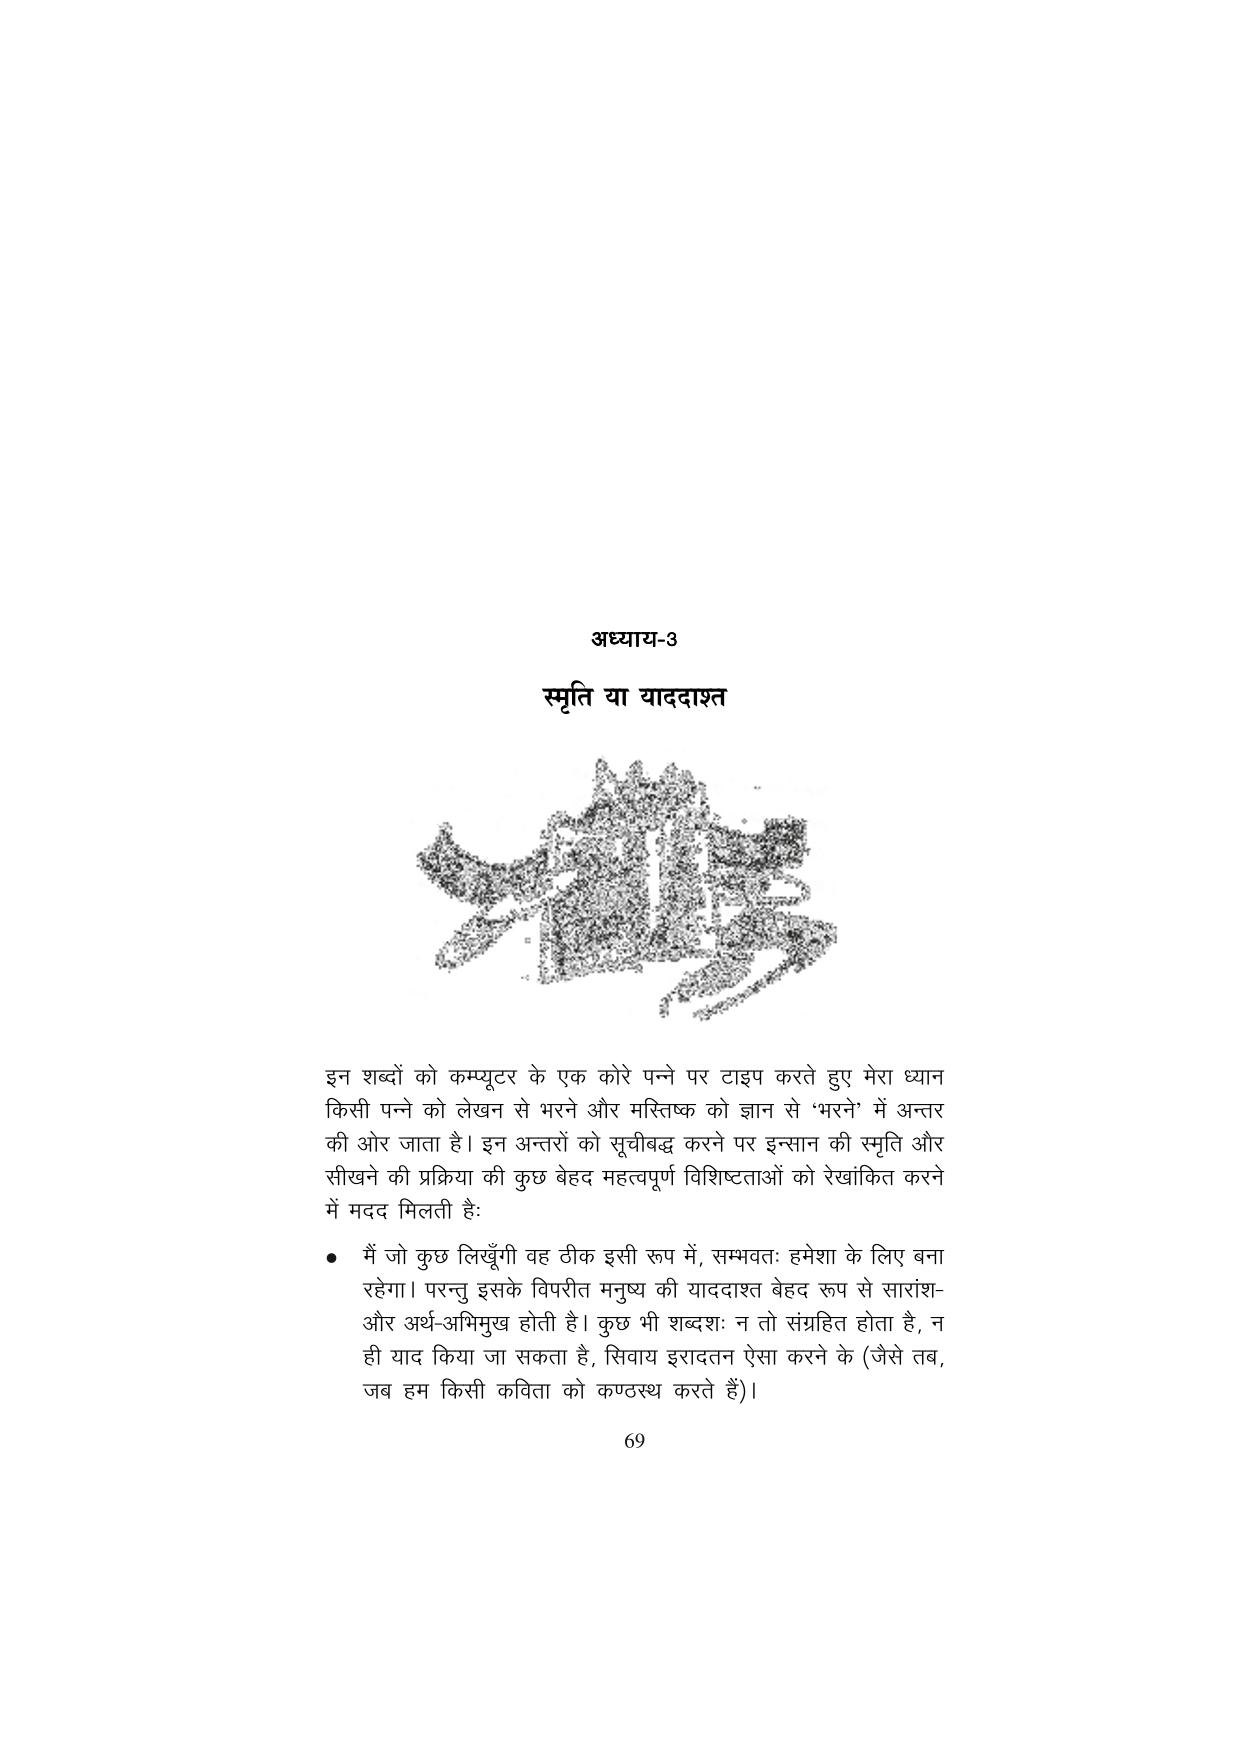 अध्याय-3
स्मृति या याददाश्त
इन शब्दों को कम्प्यूटर के एक कोरे पन्ने पर टाइप करते हुए मेरा ध्यान
किसी पन्ने को लेखन से भरने और मस्तिष्क को ज्ञान से ‘भरने’ में अन्तर
की ओर जाता है। इन अन्तरों को सूचीबद्ध करने पर इन्सान की स्मृति और
सीखने की प्रक्रिया की कुछ बेहद महत्वपूर्ण विशिष्टताओं को रेखांकित करने
में मदद मिलती हैः
● मैं जो कुछ लिखूँगी वह ठीक इसी रूप में, सम्भवतः हमेशा के लिए बना
रहेगा। परन्तु इसके विपरीत मनुष्य की याददाश्त बेहद रूप से सारांश-
और अर्थ-अभिमुख होती है। कुछ भी शब्दशः न तो संग्रहित होता है, न
ही याद किया जा सकता है, सिवाय इरादतन ऐसा करने के (जैसे तब,
जब हम किसी कविता को कण्ठस्थ करते हैं)।
69